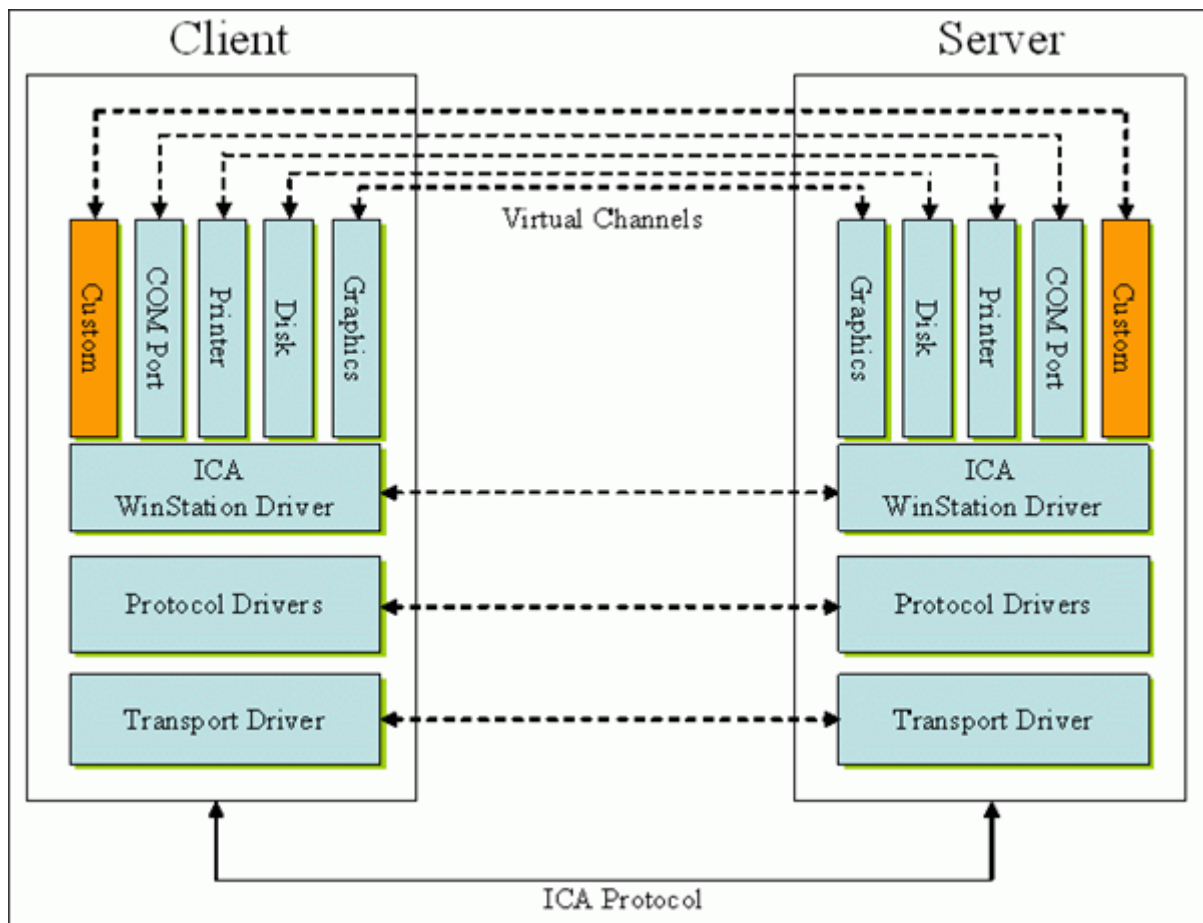 Client
Server
Virtual Channels
Custom
COM Port
Printer
Disk
Graphics
Graphics
Disk
Printer
COM Port
Custom
ICA
WinStation Driver
ICA
WinStation Driver
Protocol Drivers
Protocol Drivers
Transport Driver
Transport Driver
ICA Protocol